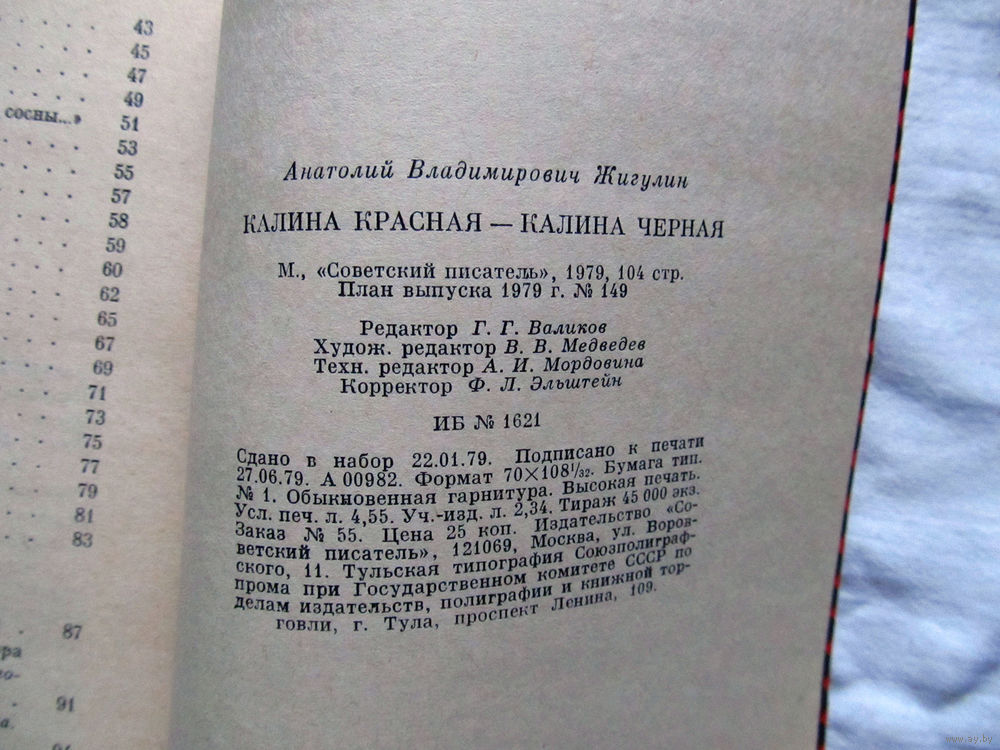 43
45
47
49
сосны...» 51
53
55
57
58
59
60
62
65
67
69
71
73
75
77
79
81
83
87
91
Анатолий Владимирович Жигулин
КАЛИНА КРАСНАЯ — КАЛИНА ЧЕРНАЯ
М., «Советский писатель», 1979, 104 стр.
План выпуска 1979 г. № 149
Редактор Г. Г. Валиков
Худож. редактор В. В. Медведев
Техн. редактор А. И. Мордовина
Корректор Ф. Л. Эльштейн
ИБ № 1621
Сдано в набор 22.01.79. Подписано к печати
27.06.79. А 00982. Формат 70×108¹/₃₂. Бумага тип.
№ 1. Обыкновенная гарнитура. Высокая печать.
Усл. печ. л. 4,55. Уч.-изд. л. 2,34. Тираж 45 000 экз.
Заказ № 55. Цена 25 коп. Издательство «Со-
ветский писатель», 121069, Москва, ул. Воров-
ского, 11. Тульская типография Союзполиграф-
прома при Государственном комитете СССР по
делам издательств, полиграфии и книжной тор-
говли, г. Тула, проспект Ленина, 109.
www.ay.by